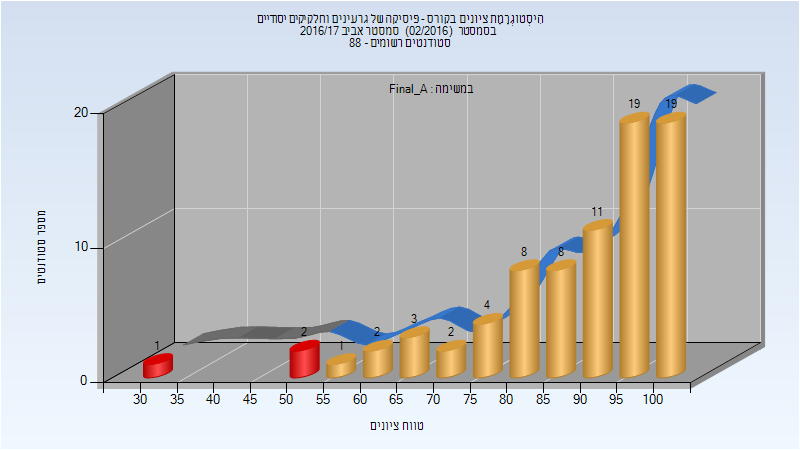 היסטוגרמת ציונים בקורס - פיסיקה של גרעינים וחלקיקים יסודיים
בסמסטר (02/2016) סמסטר אביב 2016/17
סטודנטים רשומים - 88
במשימה : Final_A
מספר סטודנטים
20
10
0
1 2 1 2 3 2 4 8 8 11 19 19
30 35 40 45 50 55 60 65 70 75 80 85 90 95 100
טווח ציונים